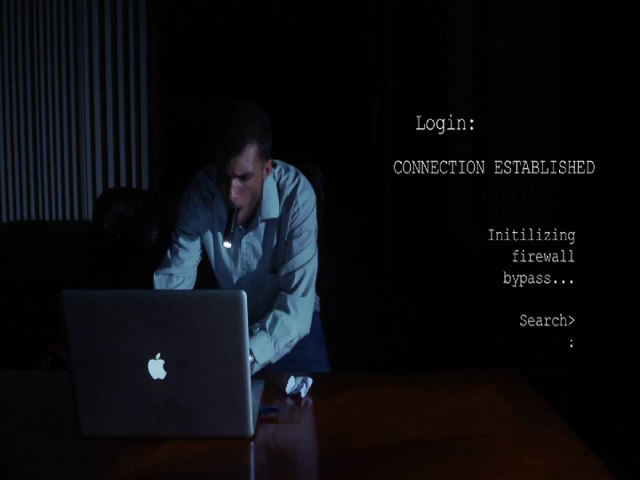 Login:
CONNECTION ESTABLISHED
Initilizing
firewall
bypass...
Search>
: